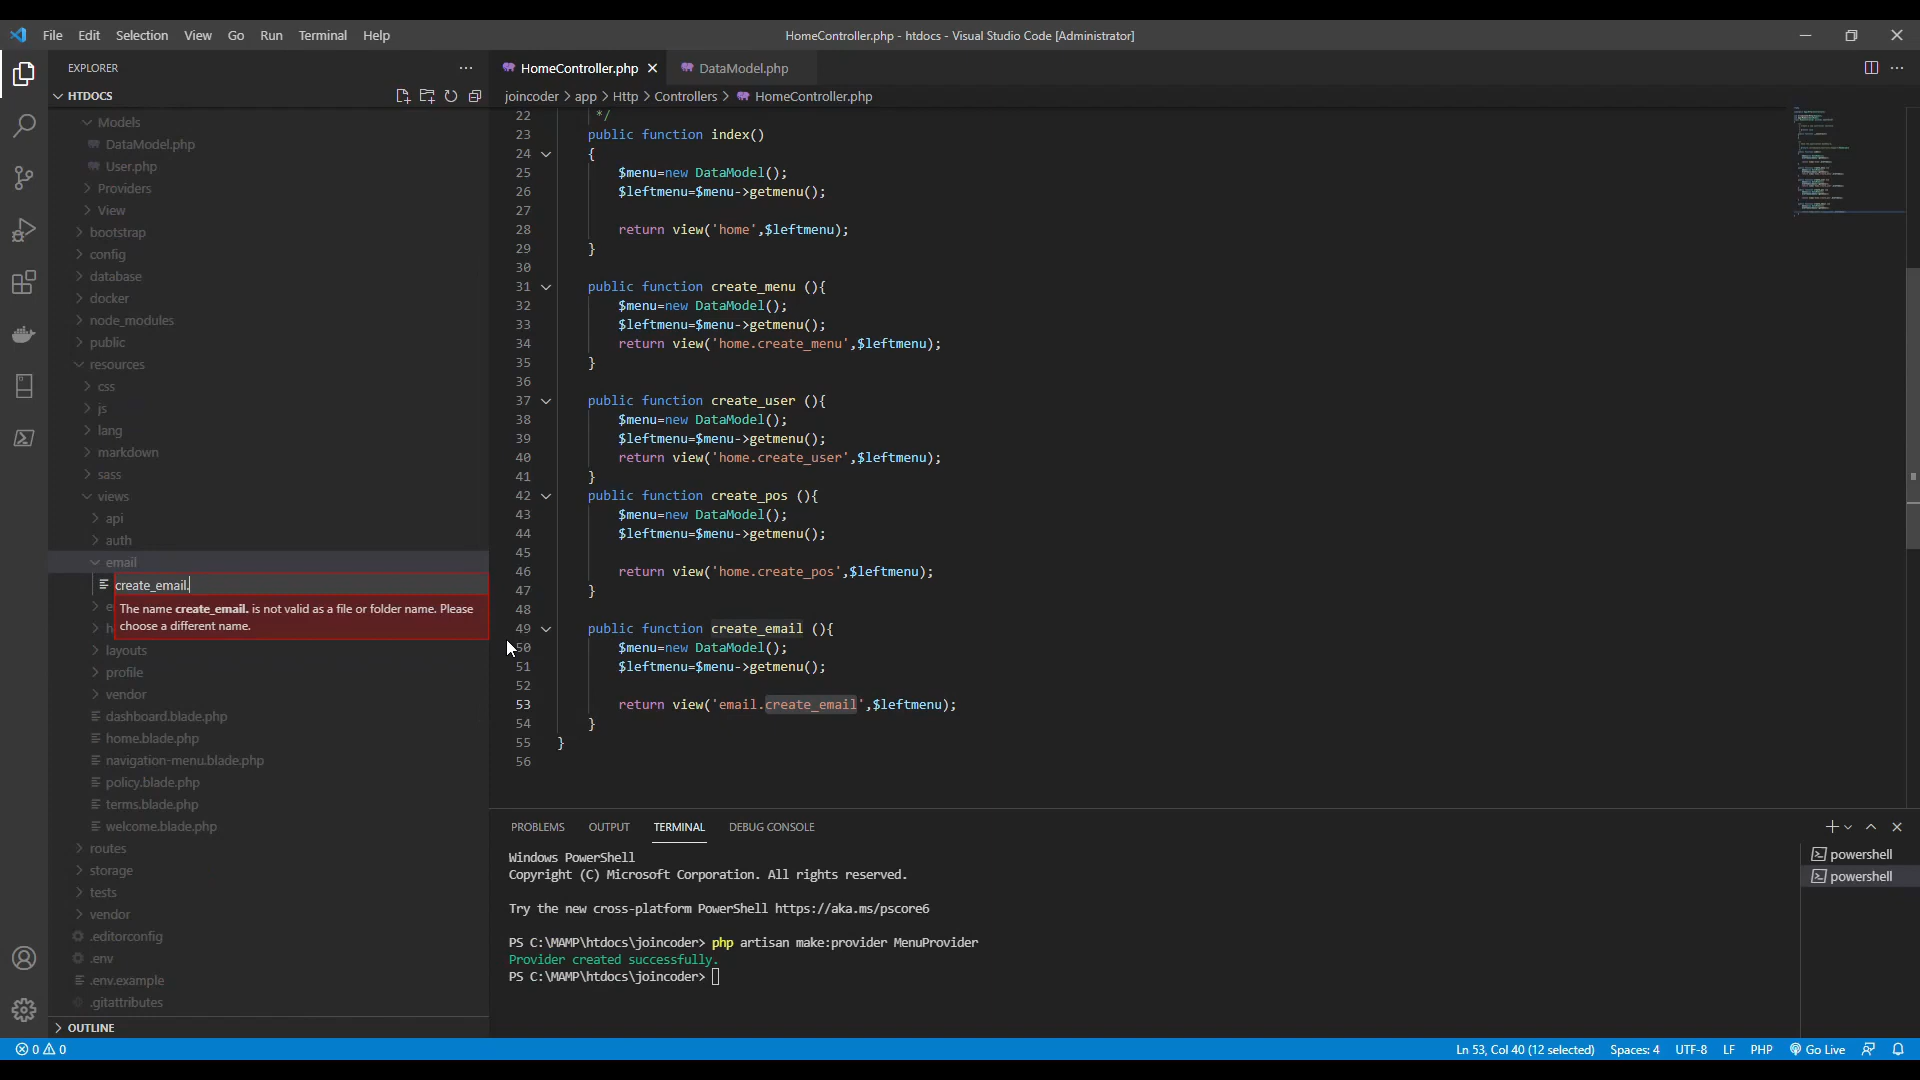 File Edit Selection View Go Run Terminal Help
HomeController.php - htdocs - Visual Studio Code [Administrator]
EXPLORER
HTDOCS
Models
DataModel.php
User.php
Providers
View
bootstrap
config
database
docker
node_modules
public
resources
css
js
lang
markdown
sass
views
api
auth
email
create_email.
The name create_email. is not valid as a file or folder name. Please
choose a different name.
layouts
profile
vendor
dashboard.blade.php
home.blade.php
navigation-menu.blade.php
policy.blade.php
terms.blade.php
welcome.blade.php
routes
storage
tests
vendor
.editorconfig
.env
.env.example
.gitattributes
OUTLINE
HomeController.php DataModel.php
joincoder > app > Http > Controllers > HomeController.php
22 */
23 public function index()
24 {
25 $menu=new DataModel();
26 $leftmenu=$menu->getmenu();
27
28 return view('home',$leftmenu);
29 }
30
31 public function create_menu (){
32 $menu=new DataModel();
33 $leftmenu=$menu->getmenu();
34 return view('home.create_menu',$leftmenu);
35 }
36
37 public function create_user (){
38 $menu=new DataModel();
39 $leftmenu=$menu->getmenu();
40 return view('home.create_user',$leftmenu);
41 }
42 public function create_pos (){
43 $menu=new DataModel();
44 $leftmenu=$menu->getmenu();
45
46 return view('home.create_pos',$leftmenu);
47 }
48
49 public function create_email (){
50 $menu=new DataModel();
51 $leftmenu=$menu->getmenu();
52
53 return view('email.create_email',$leftmenu);
54 }
55 }
56
PROBLEMS OUTPUT TERMINAL DEBUG CONSOLE
Windows PowerShell
Copyright (C) Microsoft Corporation. All rights reserved.
Try the new cross-platform PowerShell https://aka.ms/pscore6
PS C:\MAMP\htdocs\joincoder> php artisan make:provider MenuProvider
Provider created successfully.
PS C:\MAMP\htdocs\joincoder>
powershell
powershell
0 0
Ln 53, Col 40 (12 selected) Spaces: 4 UTF-8 LF PHP Go Live